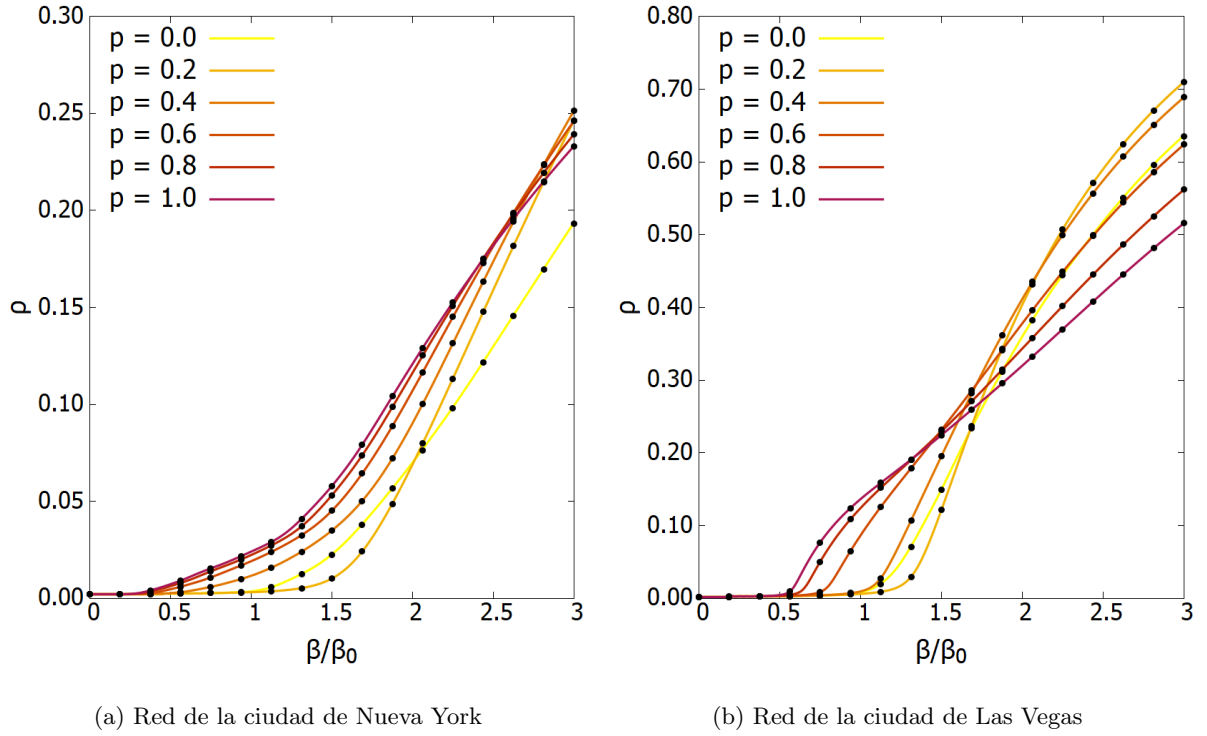 0.30
0.25
0.20
0.15
0.10
0.05
0.00
ρ
p = 0.0
p = 0.2
p = 0.4
p = 0.6
p = 0.8
p = 1.0
0 0.5 1 1.5 2 2.5 3
β/β₀
(a) Red de la ciudad de Nueva York
0.80
0.70
0.60
0.50
0.40
0.30
0.20
0.10
0.00
ρ
p = 0.0
p = 0.2
p = 0.4
p = 0.6
p = 0.8
p = 1.0
0 0.5 1 1.5 2 2.5 3
β/β₀
(b) Red de la ciudad de Las Vegas